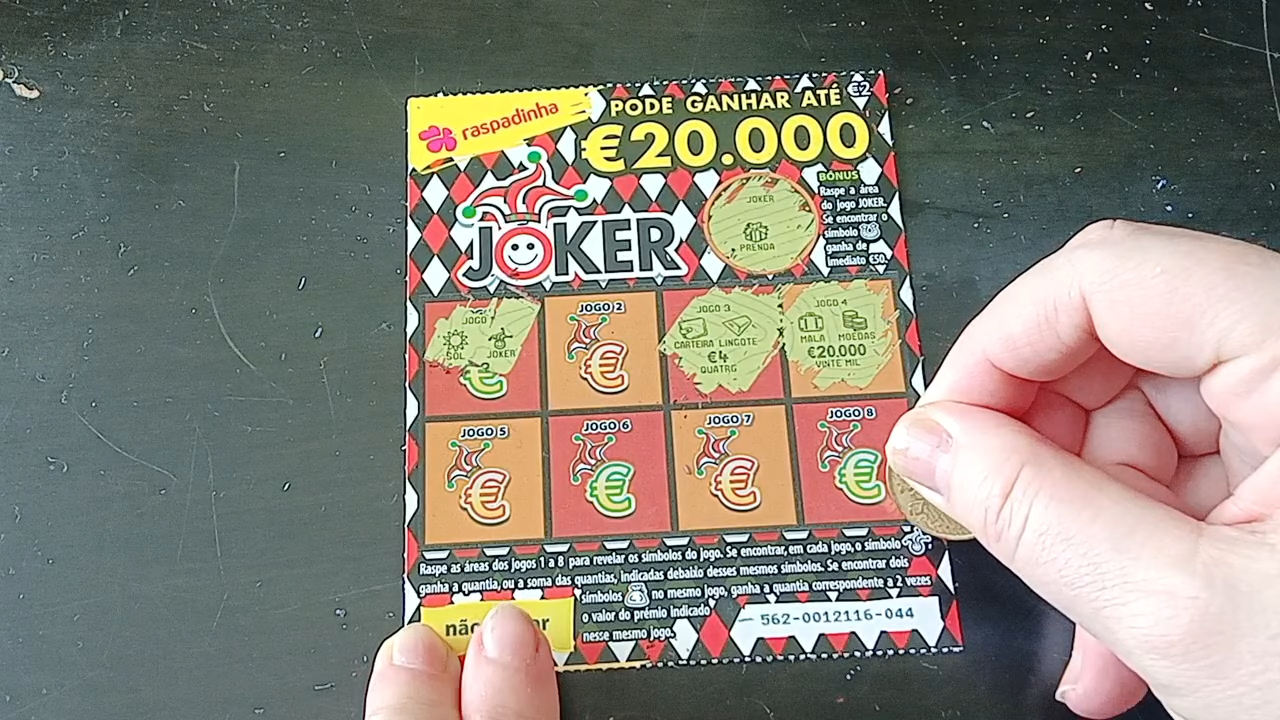 raspadinha
PODE GANHAR ATÉ
€2
€20.000
JOKER
JOKER
PRENDA
BÓNUS
Raspe a área
do jogo JOKER.
Se encontrar o
símbolo
ganha de
imediato €50.
JOGO 1
SOL JOKER
€
JOGO 2
€
JOGO 3
CARTEIRA LINGOTE
€4
QUATRO
JOGO 4
MALA MOEDAS
€20.000
VINTE MIL
JOGO 5
€
JOGO 6
€
JOGO 7
€
JOGO 8
€
Raspe as áreas dos jogos 1 a 8 para revelar os símbolos do jogo. Se encontrar, em cada jogo, o símbolo
ganha a quantia, ou a soma das quantias, indicadas debaixo desses mesmos símbolos. Se encontrar dois
símbolos no mesmo jogo, ganha a quantia correspondente a 2 vezes
o valor do prémio indicado
nesse mesmo jogo.
não
562-0012116-044